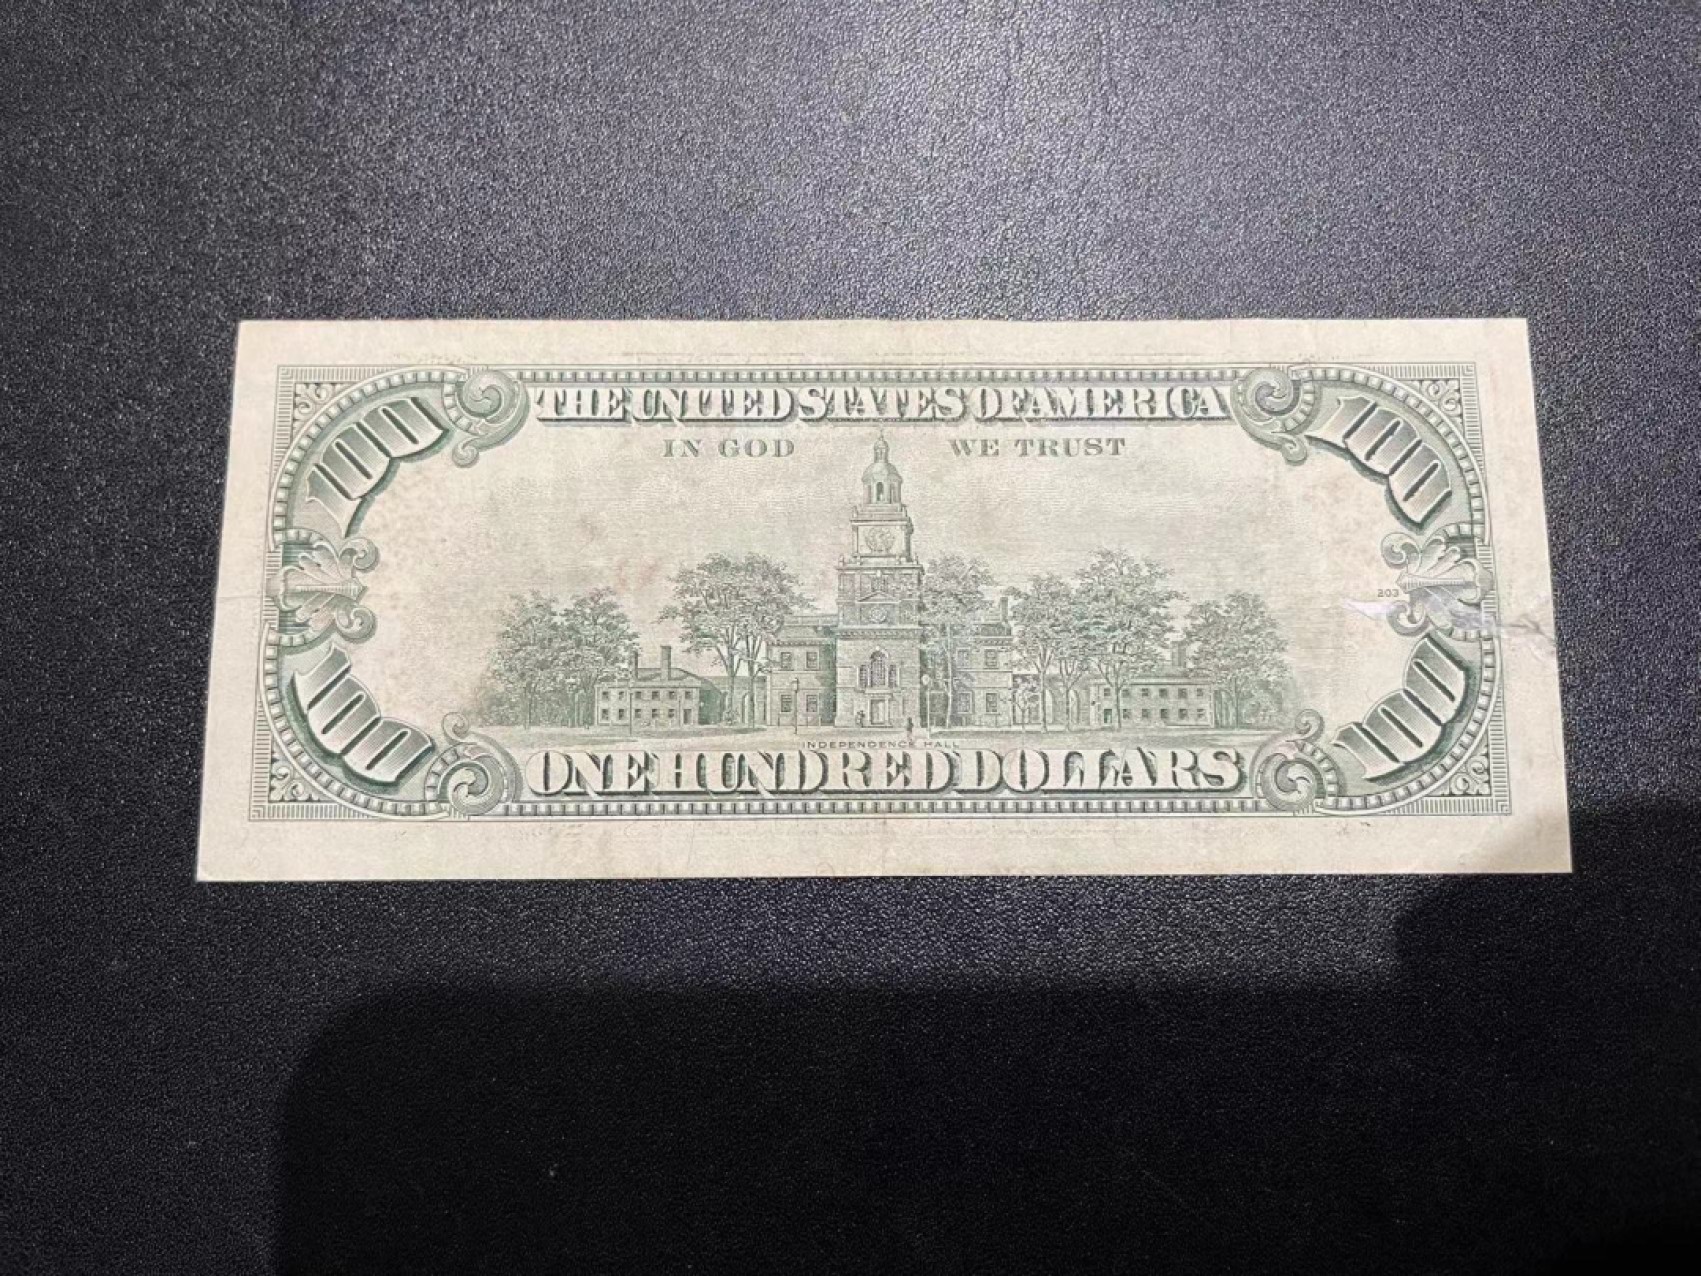 100 THE UNITED STATES OF AMERICA 100
IN GOD WE TRUST
203
INDEPENDENCE HALL
100 ONE HUNDRED DOLLARS 100